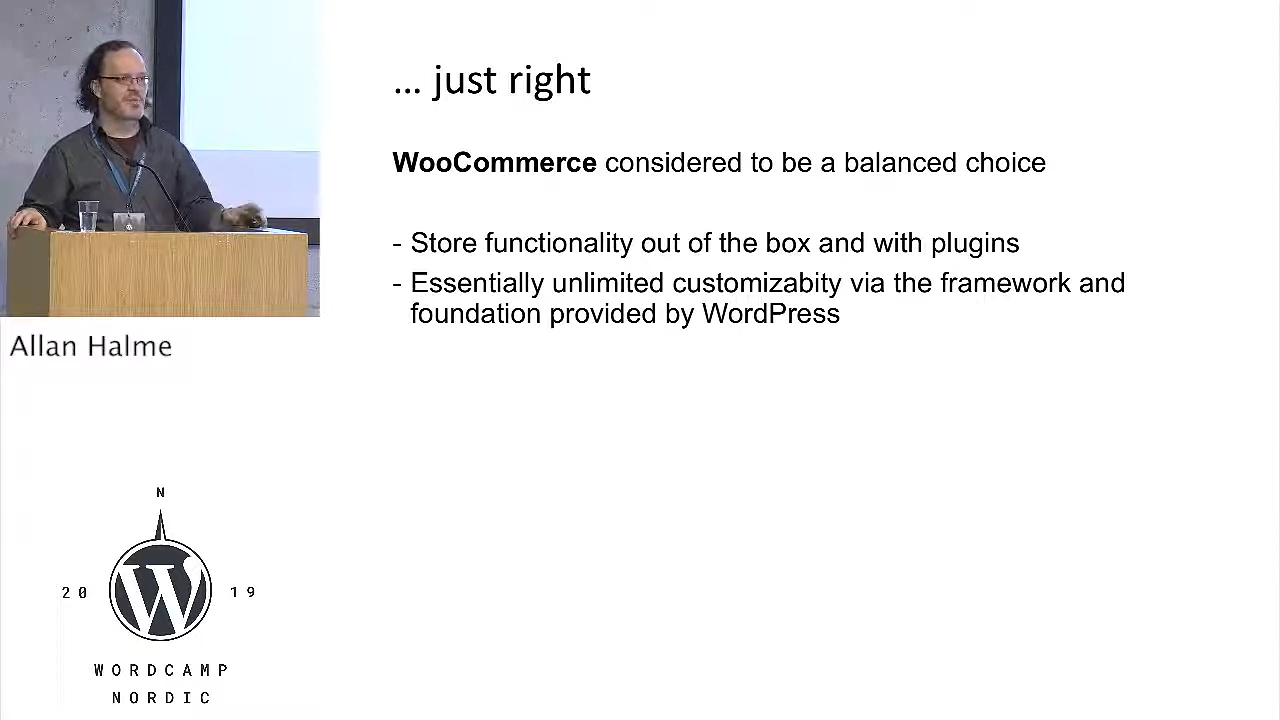 ... just right
WooCommerce considered to be a balanced choice
- Store functionality out of the box and with plugins
- Essentially unlimited customizabity via the framework and
foundation provided by WordPress
Allan Halme
N
20 19
WORDCAMP
NORDIC